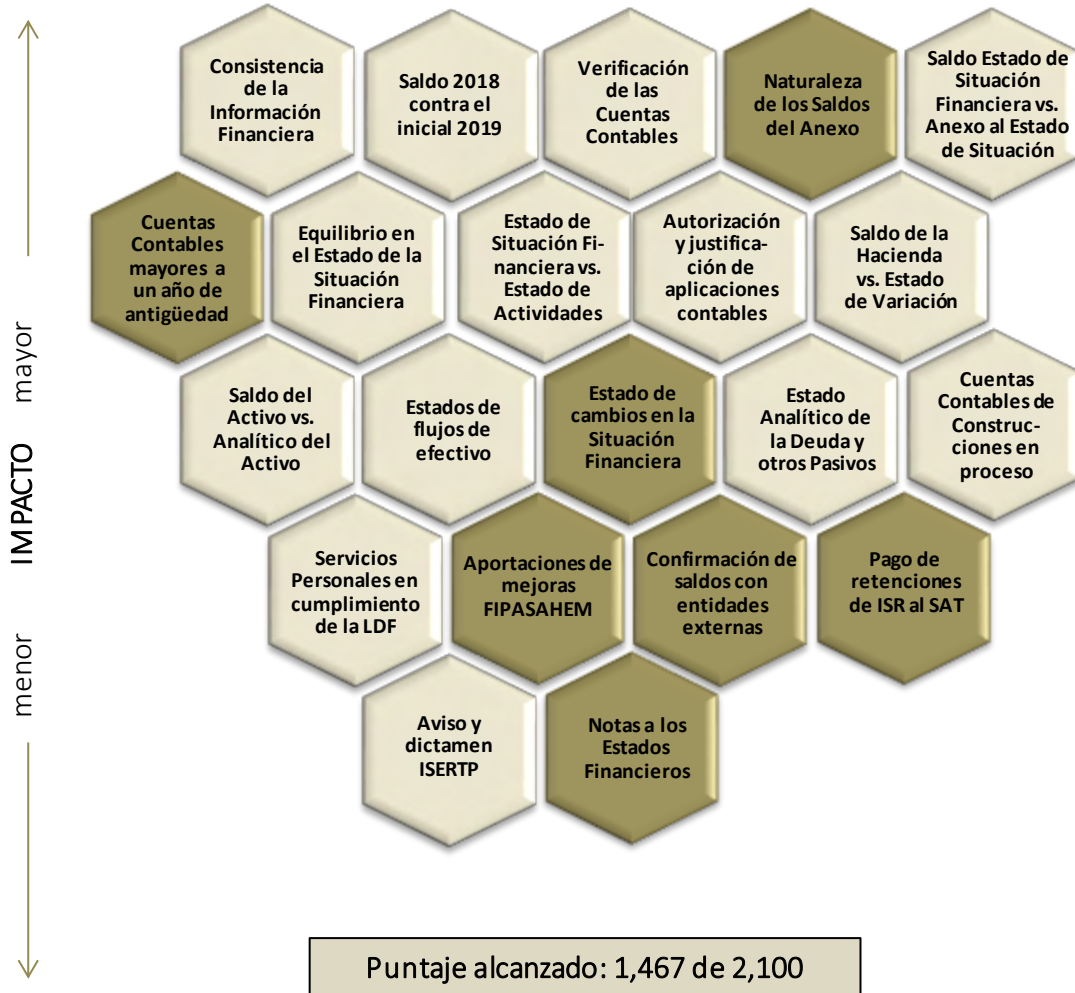 Consistencia
de la
Información
Financiera
Saldo 2018
contra el
inicial 2019
Verificación
de las
Cuentas
Contables
Naturaleza
de los Saldos
del Anexo
Saldo Estado de
Situación
Financiera vs.
Anexo al Estado
de Situación
Cuentas
Contables
mayores a
un año de
antigüedad
Equilibrio en
el Estado de la
Situación
Financiera
Estado de
Situación Fi-
nanciera vs.
Estado de
Actividades
Autorización
y justifica-
ción de
aplicaciones
contables
Saldo de la
Hacienda
vs. Estado
de Variación
Saldo del
Activo vs.
Analítico del
Activo
Estados de
flujos de
efectivo
Estado de
cambios en la
Situación
Financiera
Estado
Analítico de
la Deuda y
otros Pasivos
Cuentas
Contables de
Construc-
ciones en
proceso
Servicios
Personales en
cumplimiento
de la LDF
Aportaciones de
mejoras
FIPASAHEM
Confirmación de
saldos con
entidades
externas
Pago de
retenciones
de ISR al SAT
Aviso y
dictamen
ISERTP
Notas a los
Estados
Financieros
menor IMPACTO mayor
Puntaje alcanzado: 1,467 de 2,100